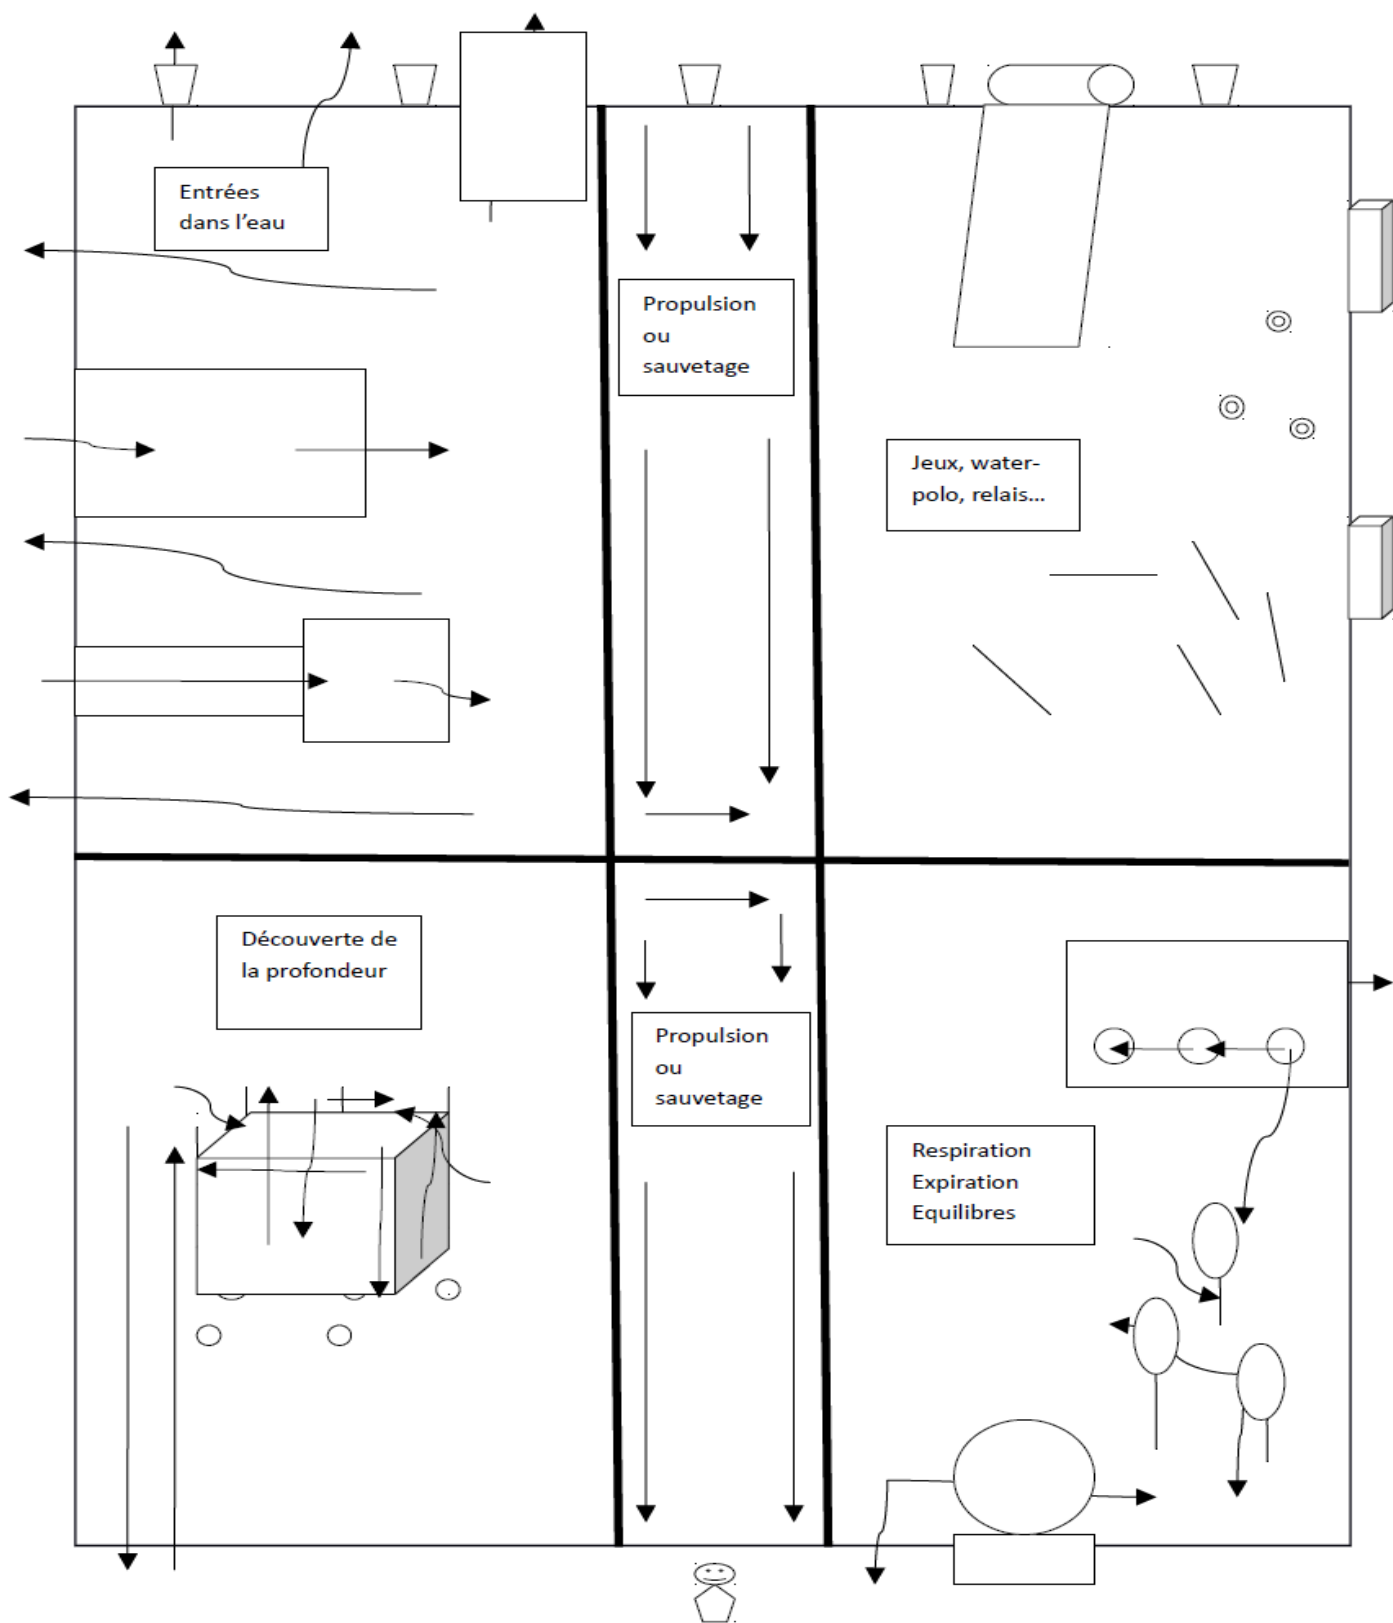 Entrées
dans l'eau
Propulsion
ou
sauvetage
Jeux, water-
polo, relais...
Découverte de
la profondeur
Propulsion
ou
sauvetage
Respiration
Expiration
Equilibres